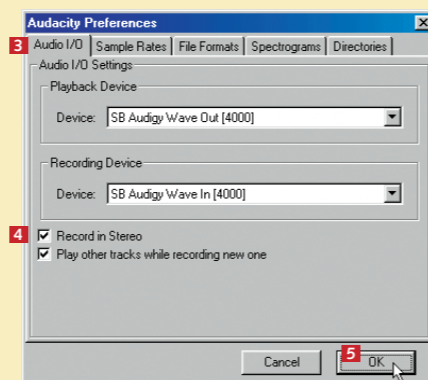 Audacity Preferences
3 Audio I/O Sample Rates File Formats Spectrograms Directories
Audio I/O Settings
Playback Device
Device: SB Audigy Wave Out [4000]
Recording Device
Device: SB Audigy Wave In [4000]
4 Record in Stereo
Play other tracks while recording new one
Cancel 5 OK